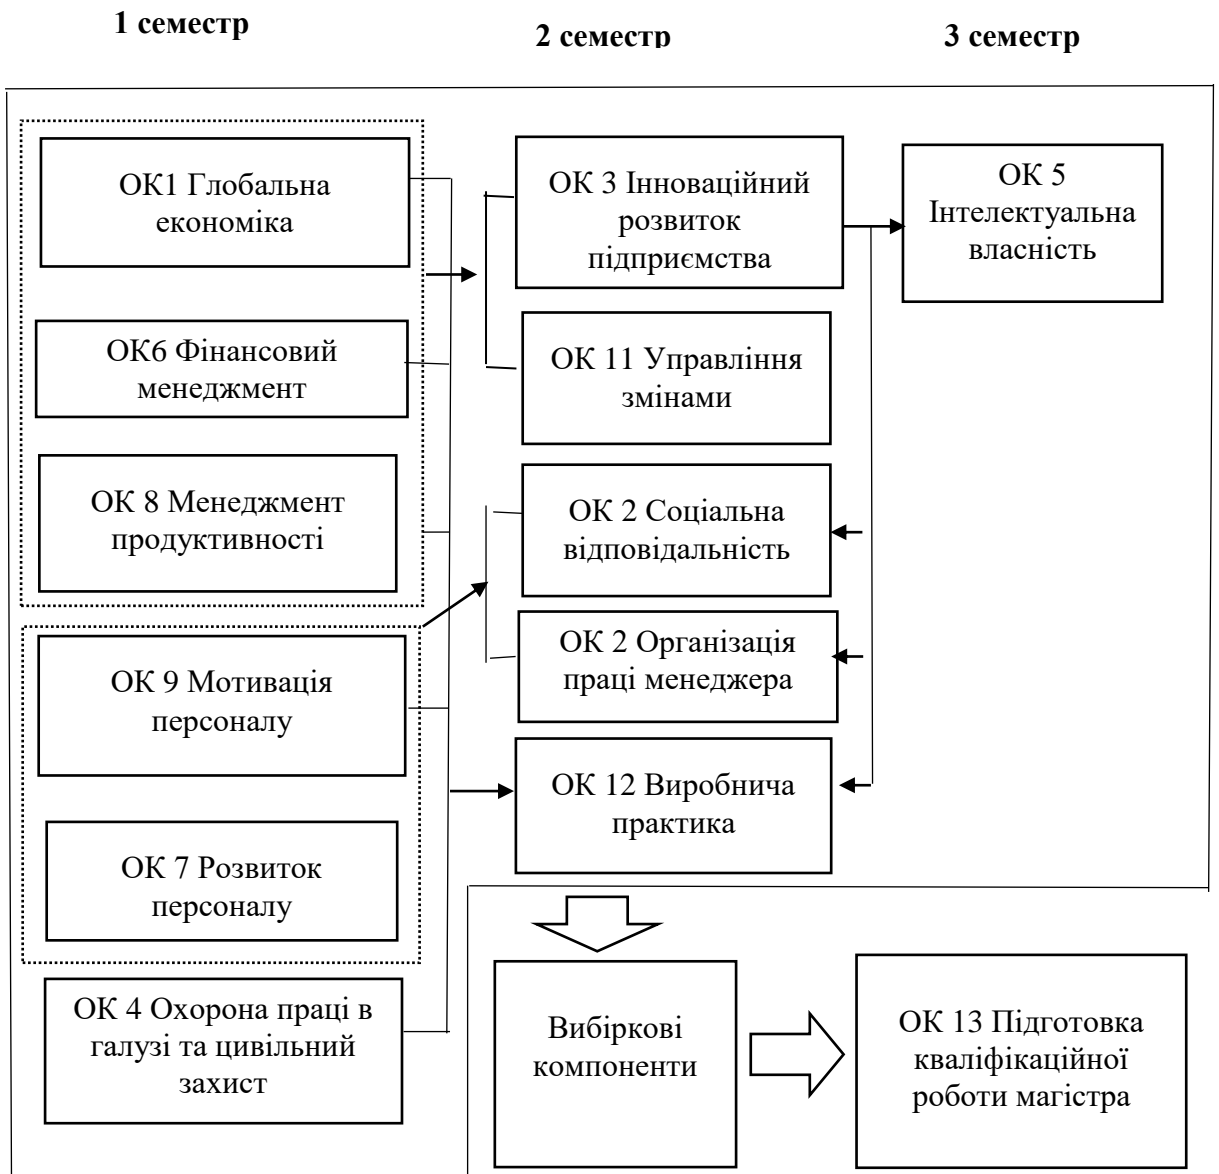 1 семестр
2 семестр
3 семестр
ОК1 Глобальна
економіка
ОК6 Фінансовий
менеджмент
ОК 8 Менеджмент
продуктивності
ОК 9 Мотивація
персоналу
ОК 7 Розвиток
персоналу
ОК 4 Охорона праці в
галузі та цивільний
захист
ОК 3 Інноваційний
розвиток
підприємства
ОК 11 Управління
змінами
ОК 2 Соціальна
відповідальність
ОК 2 Організація
праці менеджера
ОК 12 Виробнича
практика
Вибіркові
компоненти
ОК 5
Інтелектуальна
власність
ОК 13 Підготовка
кваліфікаційної
роботи магістра